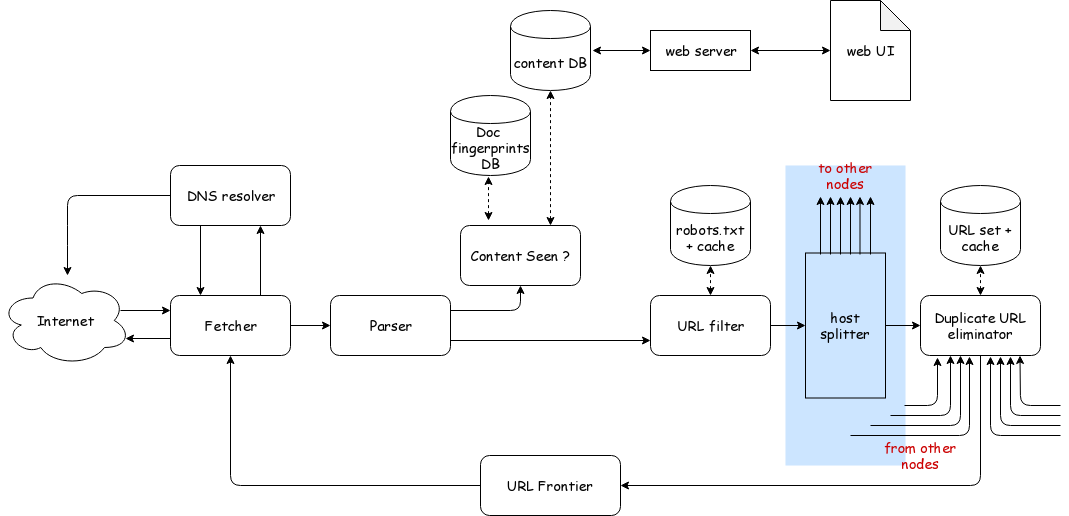 content DB
web server
web UI
Doc
fingerprints
DB
DNS resolver
to other
nodes
robots.txt
+ cache
URL set +
cache
Content Seen ?
Internet
Fetcher
Parser
URL filter
host
splitter
Duplicate URL
eliminator
from other
nodes
URL Frontier